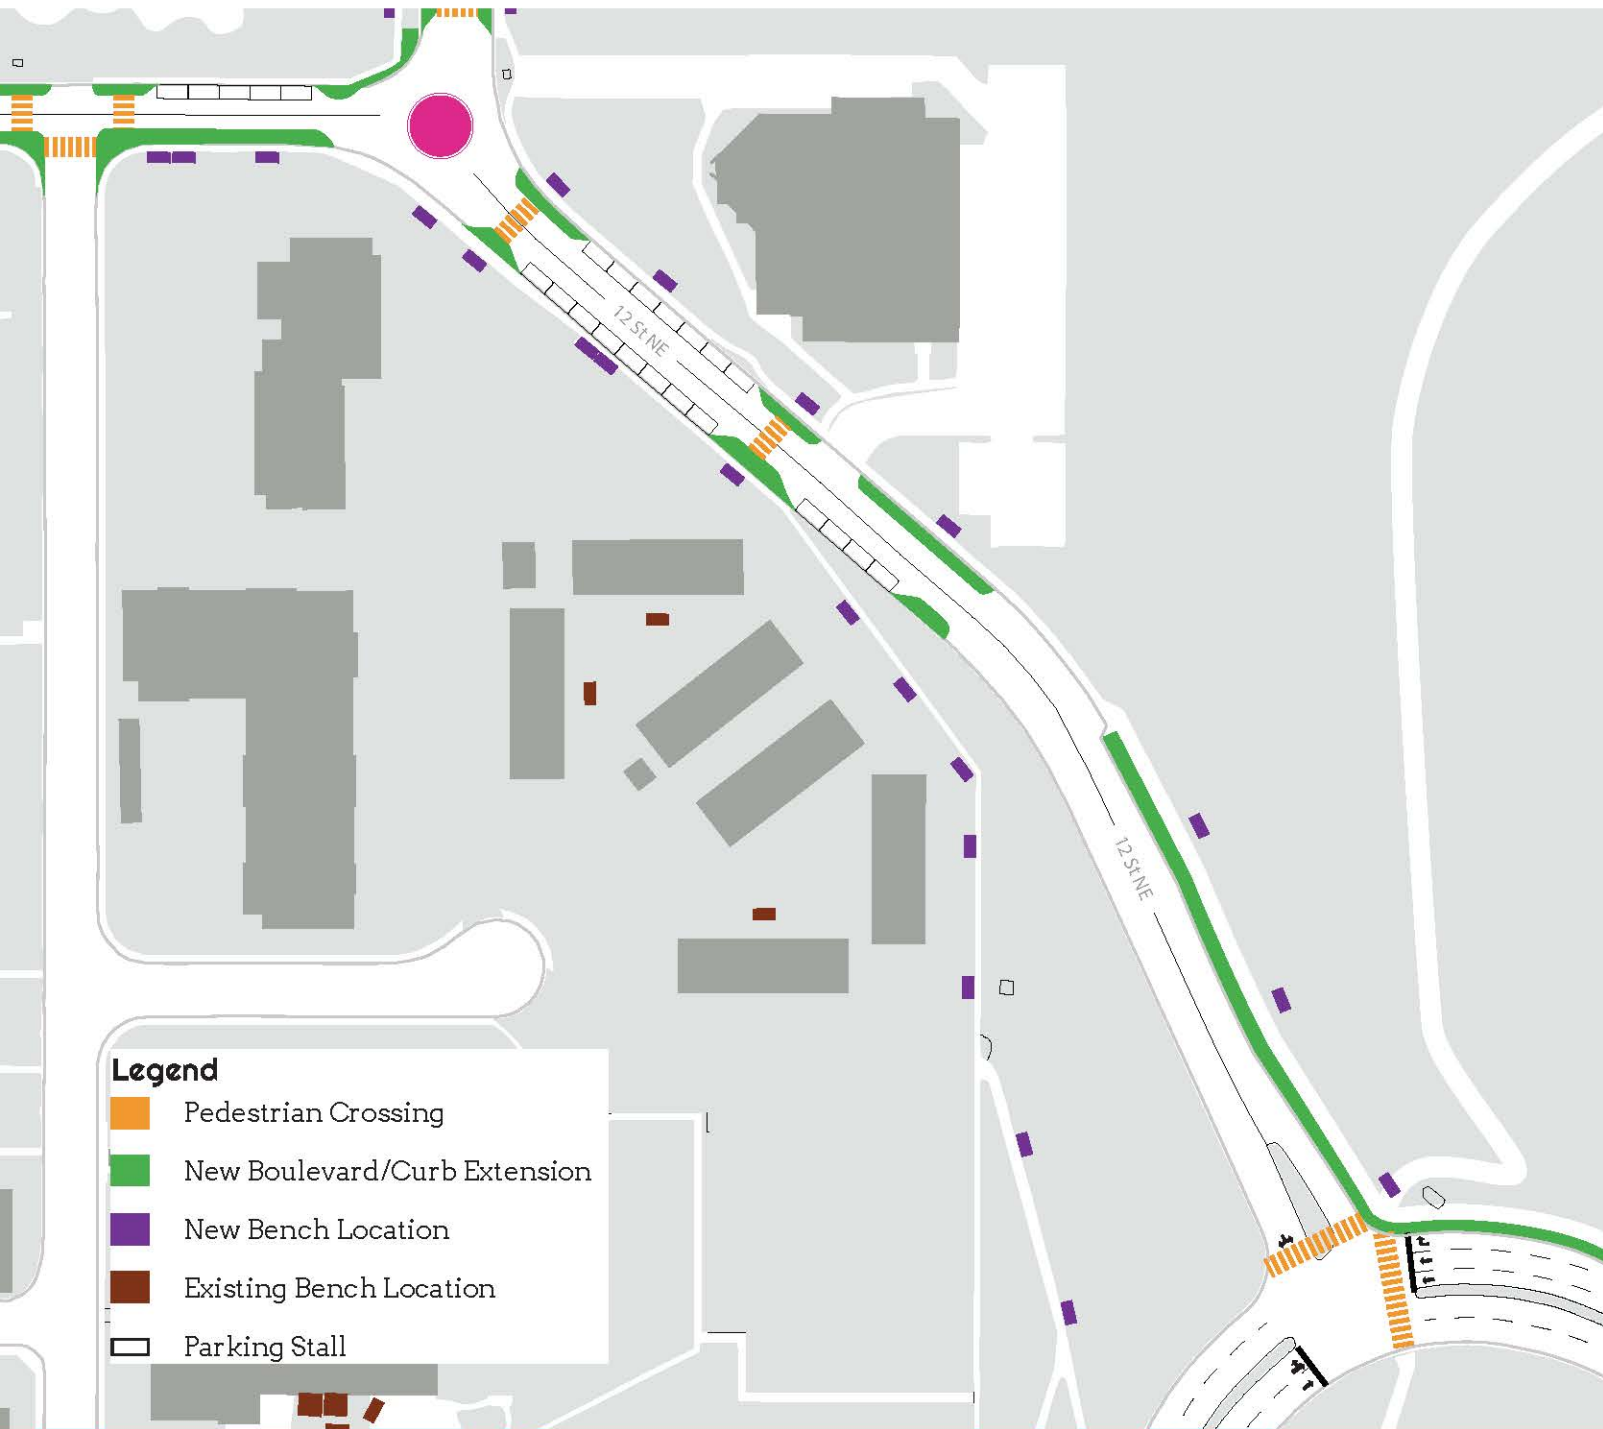 12 St NE
12 St NE
Legend
Pedestrian Crossing
New Boulevard/Curb Extension
New Bench Location
Existing Bench Location
Parking Stall